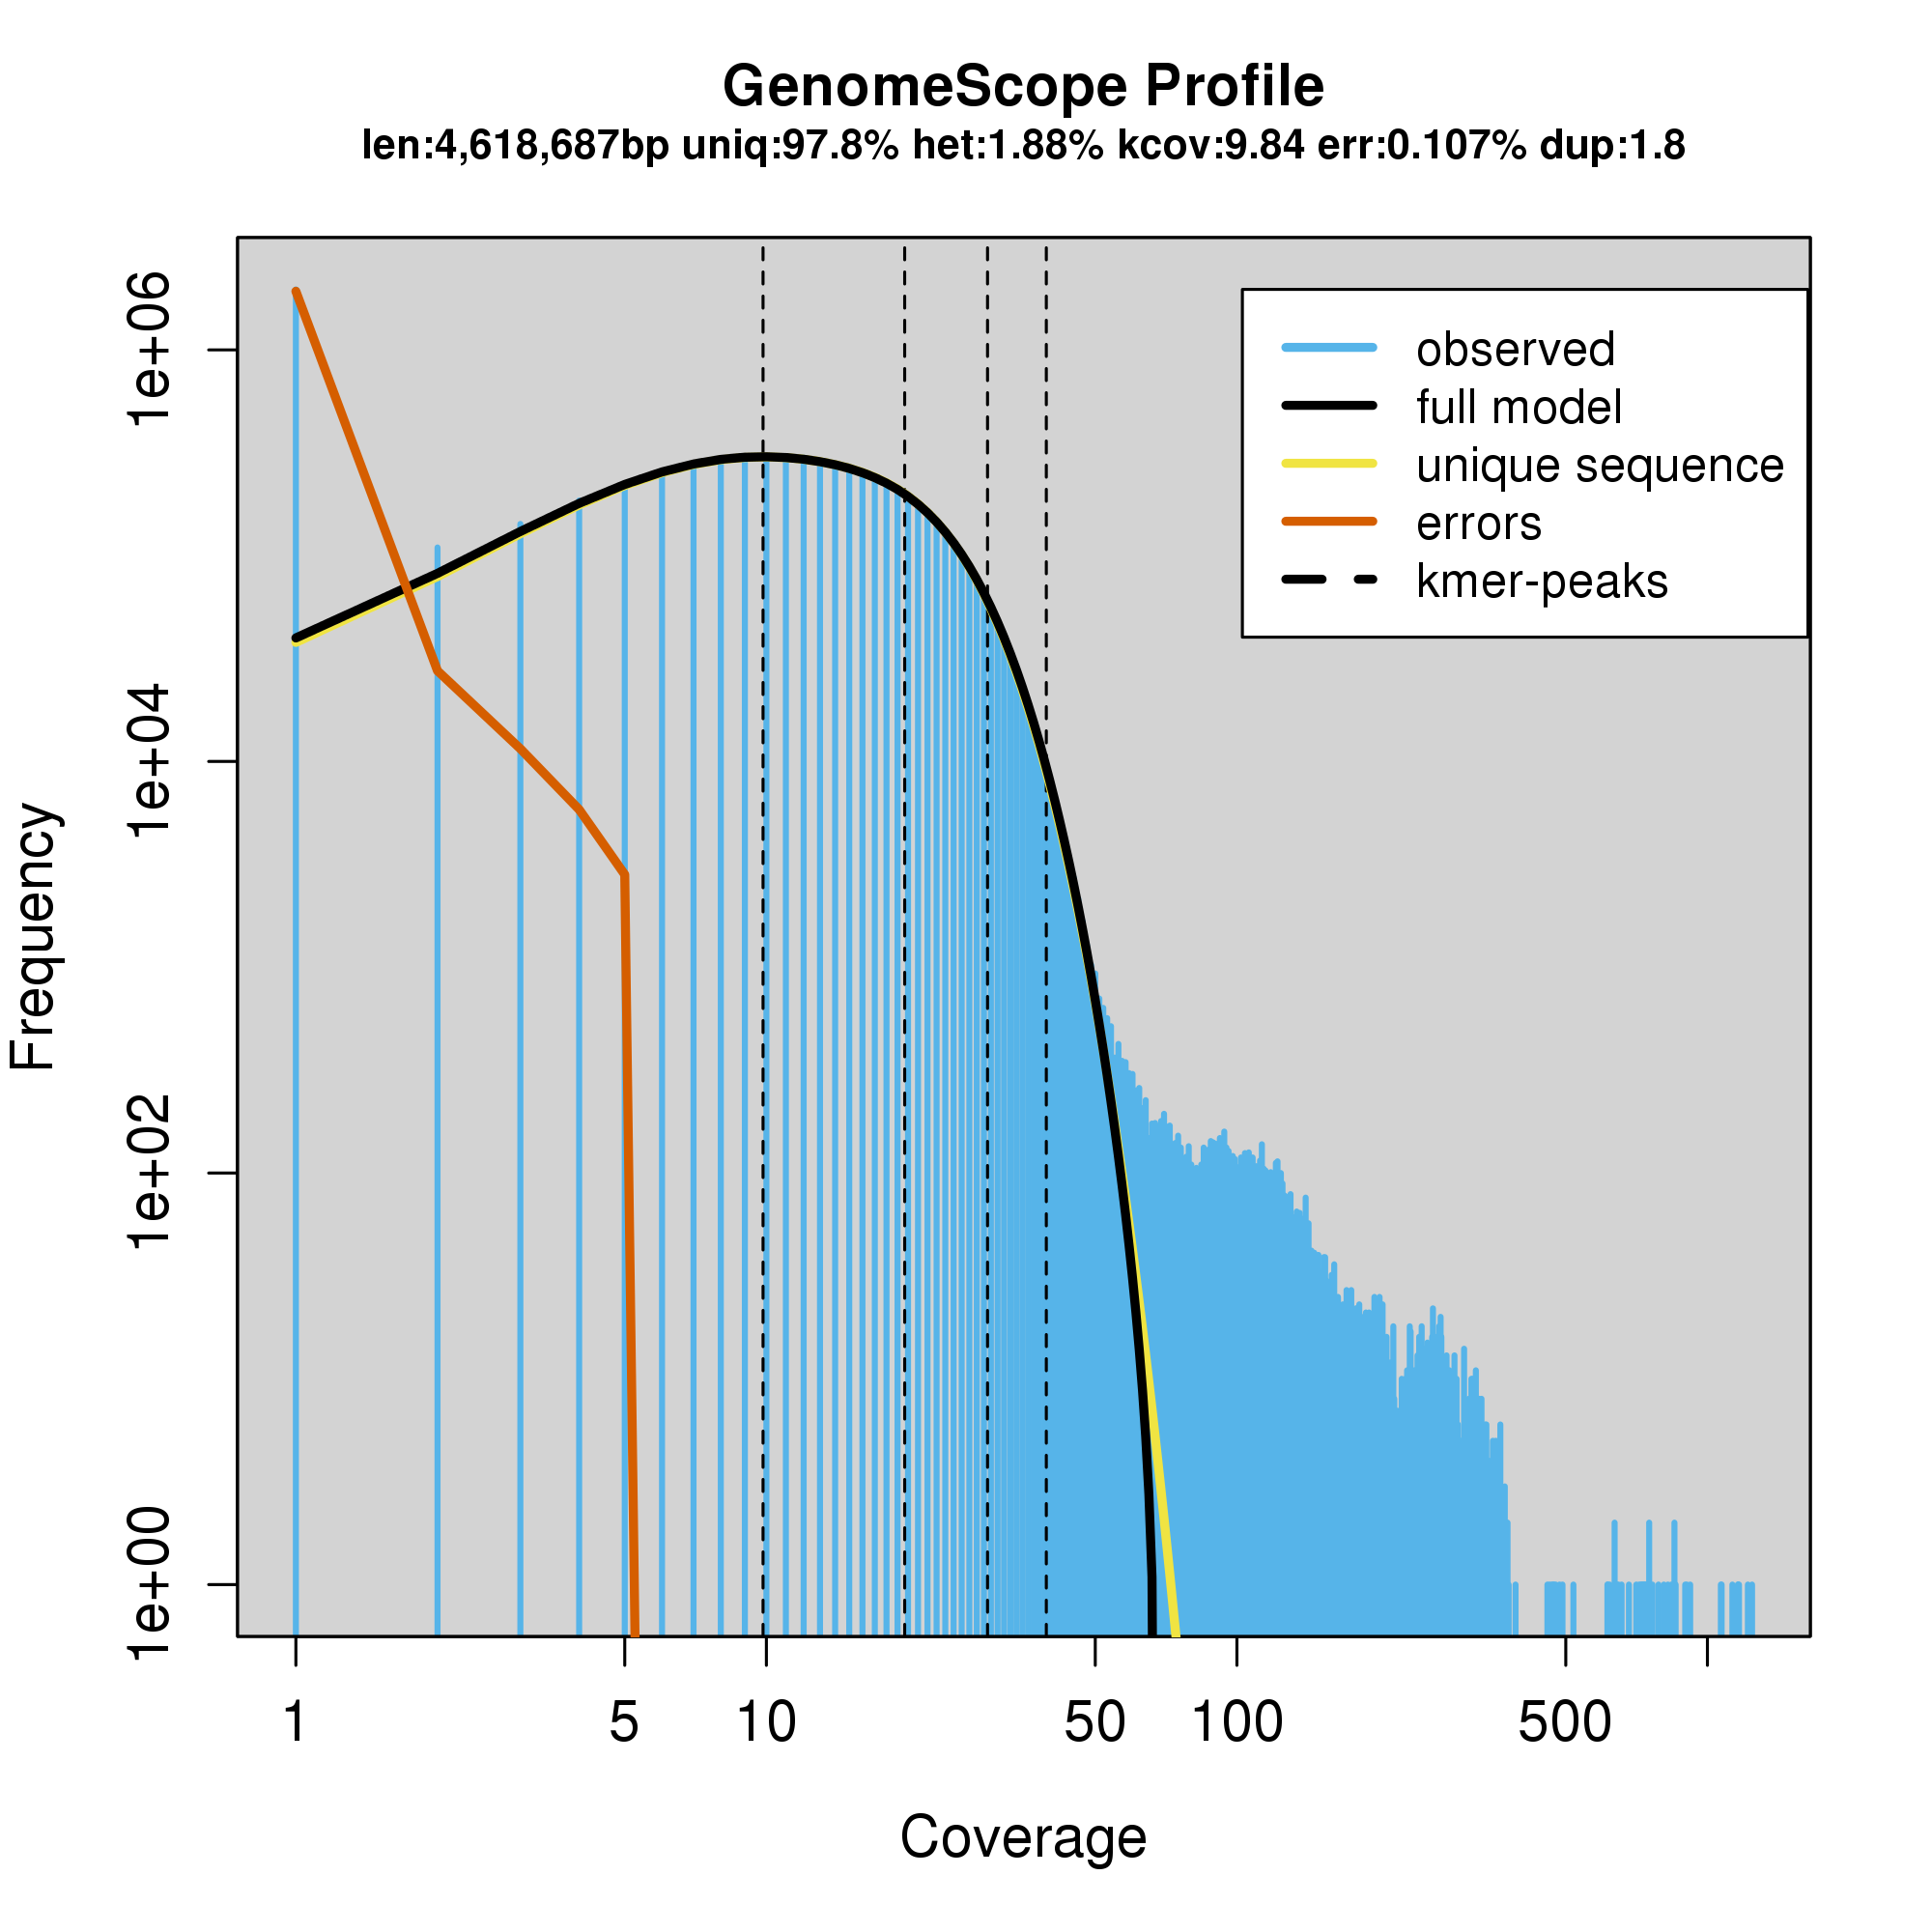 GenomeScope Profile
len:4,618,687bp uniq:97.8% het:1.88% kcov:9.84 err:0.107% dup:1.8
observed
full model
unique sequence
errors
kmer-peaks
1e+06
1e+04
1e+02
1e+00
Frequency
1 5 10 50 100 500
Coverage